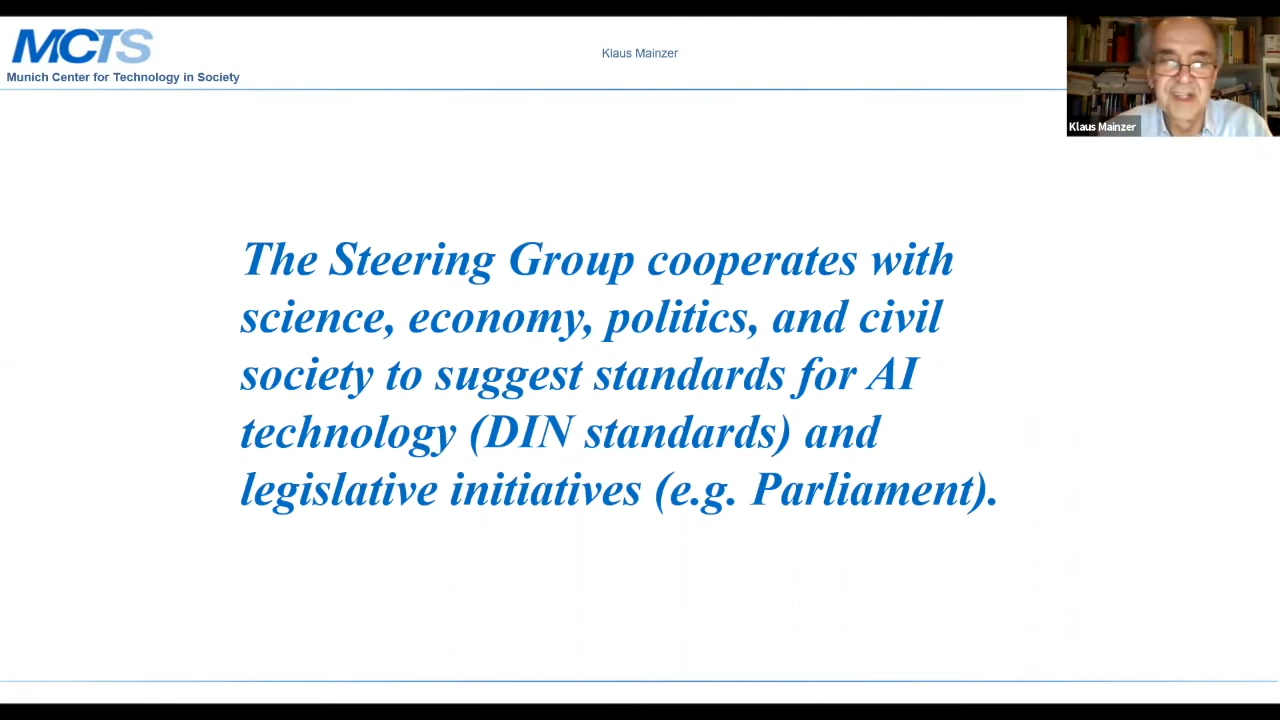 MCTS
Munich Center for Technology in Society
Klaus Mainzer
Klaus Mainzer
The Steering Group cooperates with
science, economy, politics, and civil
society to suggest standards for AI
technology (DIN standards) and
legislative initiatives (e.g. Parliament).